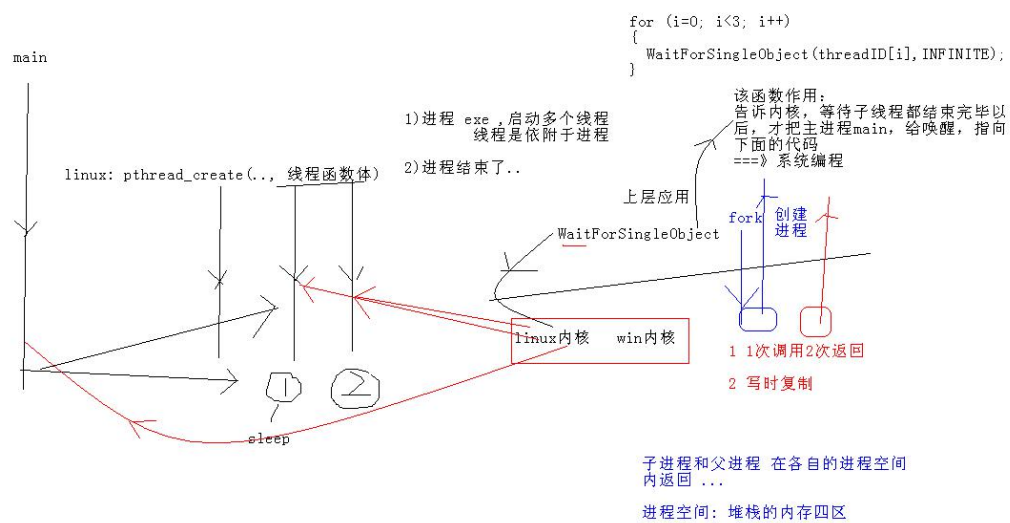 for (i=0; i<3; i++)
{
WaitForSingleObject(threadID[i],INFINITE);
}
main
该函数作用:
告诉内核，等待子线程都结束完毕以
后，才把主进程main，给唤醒，指向
下面的代码
===》系统编程
1)进程 exe ,启动多个线程
线程是依附于进程
2)进程结束了..
linux: pthread_create(.., 线程函数体)
上层应用
WaitForSingleObject
fork 创建
进程
linux内核 win内核
1 1次调用2次返回
2 写时复制
1
2
sleep
子进程和父进程 在各自的进程空间
内返回 ...
进程空间: 堆栈的内存四区